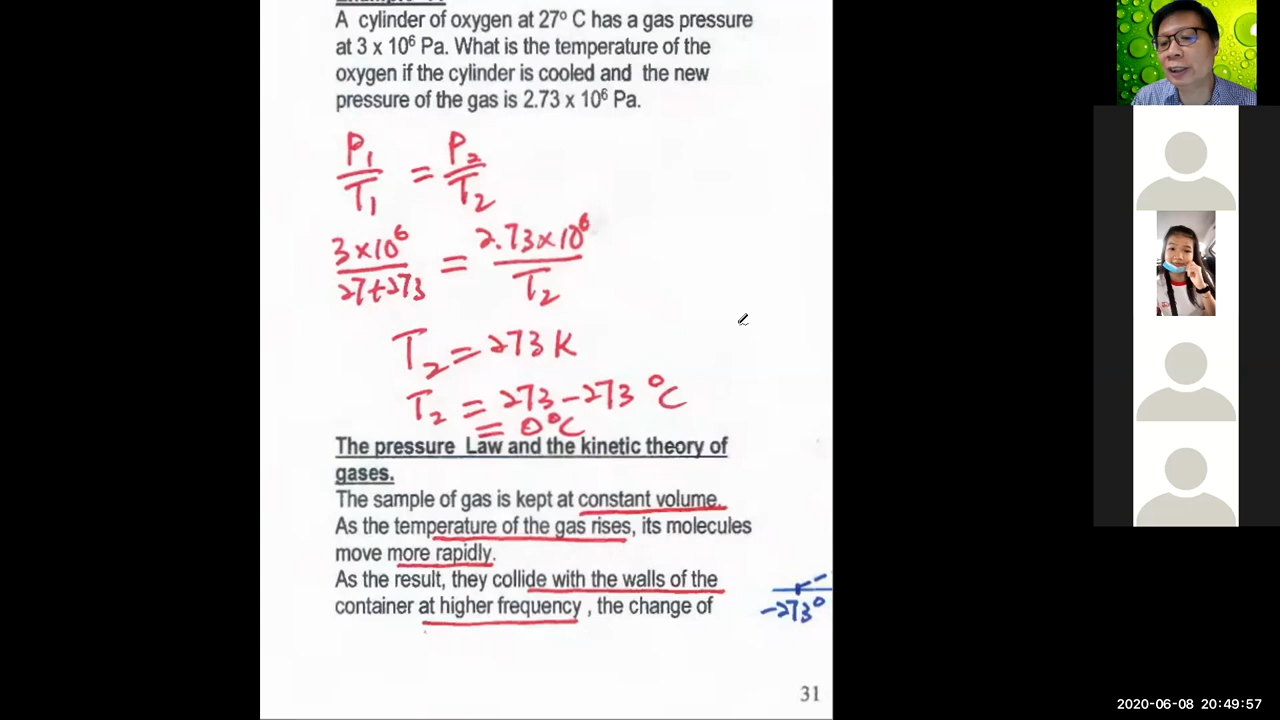 A cylinder of oxygen at 27° C has a gas pressure
at 3 x 10⁶ Pa. What is the temperature of the
oxygen if the cylinder is cooled and the new
pressure of the gas is 2.73 x 10⁶ Pa.
P₁/T₁ = P₂/T₂
3×10⁶/27+273 = 2.73×10⁶/T₂
T₂ = 273 K
T₂ = 273 – 273 °C
= 0°C
The pressure Law and the kinetic theory of
gases.
The sample of gas is kept at constant volume.
As the temperature of the gas rises, its molecules
move more rapidly.
As the result, they collide with the walls of the
container at higher frequency , the change of
-273°
31
2020-06-08 20:49:57